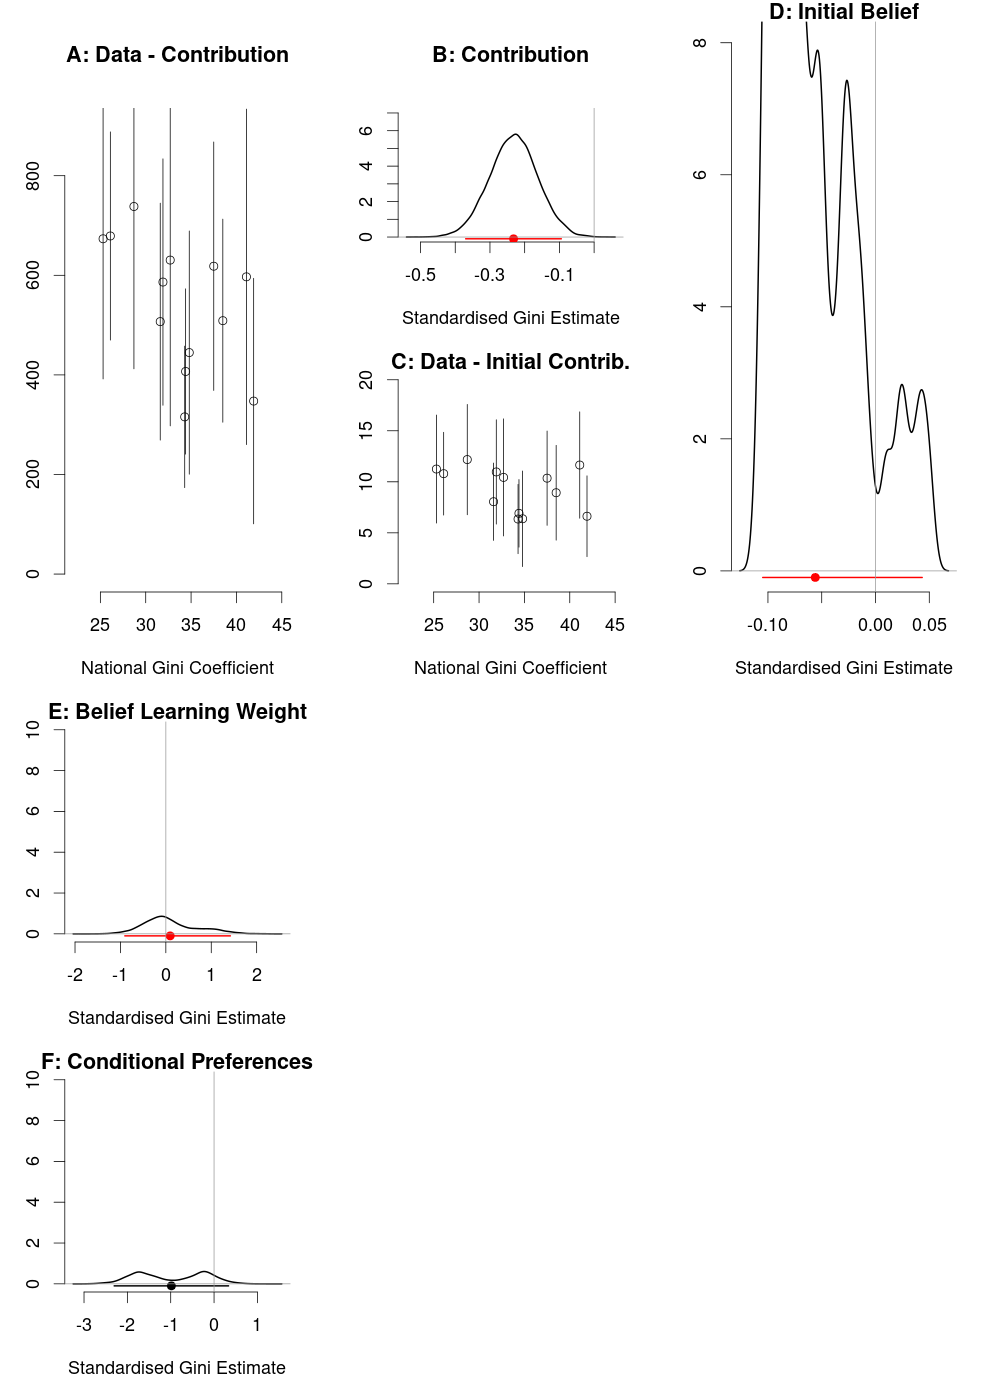 A: Data - Contribution
800
600
400
200
0
25 30 35 40 45
National Gini Coefficient
B: Contribution
6
4
2
0
-0.5 -0.3 -0.1
Standardised Gini Estimate
C: Data - Initial Contrib.
20
15
10
5
0
25 30 35 40 45
National Gini Coefficient
D: Initial Belief
8
6
4
2
0
-0.10 0.00 0.05
Standardised Gini Estimate
E: Belief Learning Weight
10
8
6
4
2
0
-2 -1 0 1 2
Standardised Gini Estimate
F: Conditional Preferences
10
8
6
4
2
0
-3 -2 -1 0 1
Standardised Gini Estimate